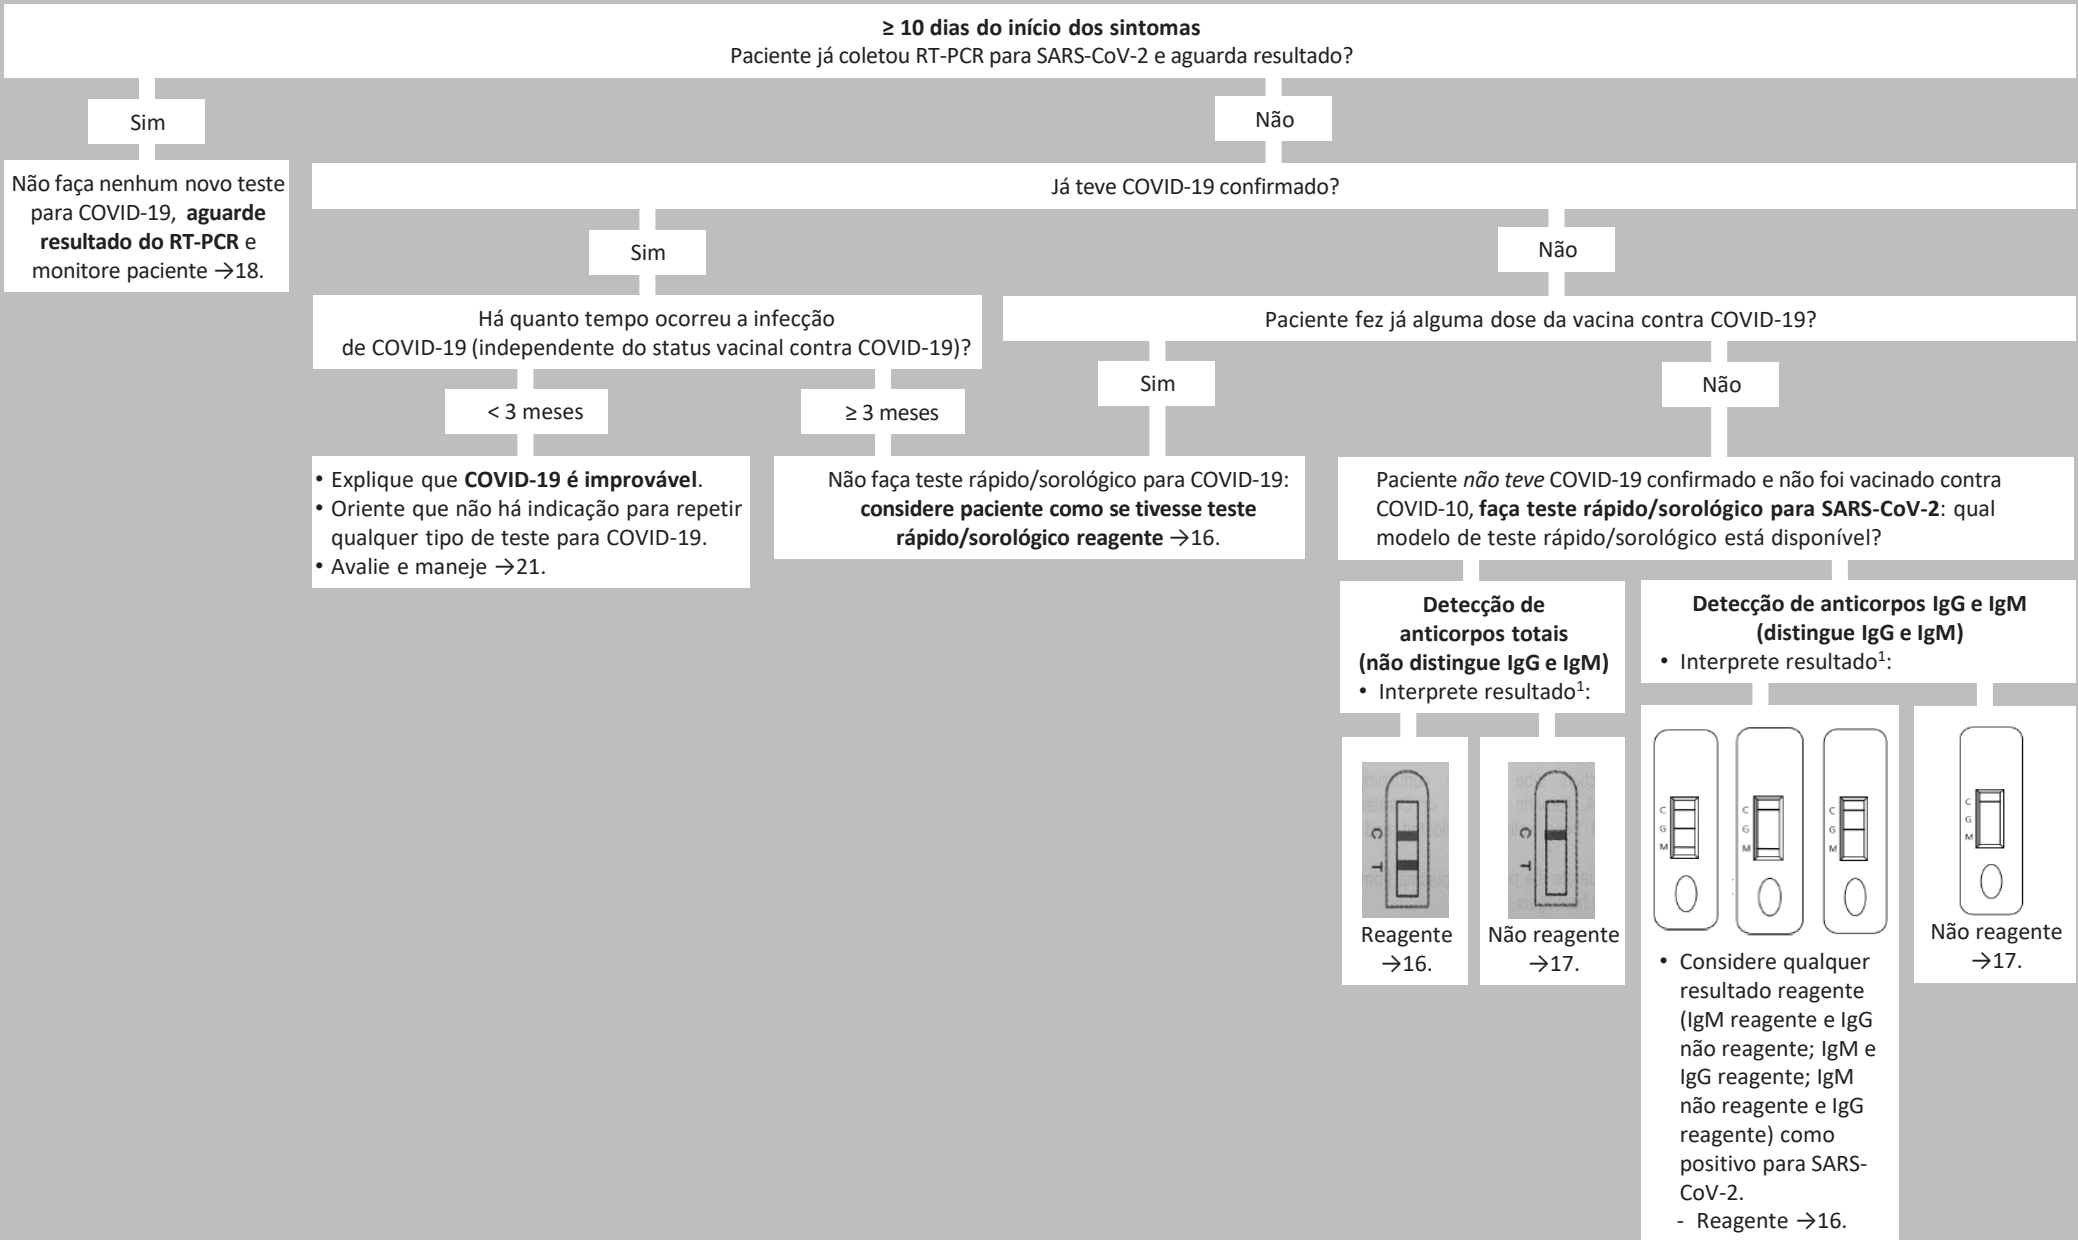 ≥ 10 dias do início dos sintomas
Paciente já coletou RT-PCR para SARS-CoV-2 e aguarda resultado?
Sim
Não
Não faça nenhum novo teste
para COVID-19, aguarde
resultado do RT-PCR e
monitore paciente →18.
Já teve COVID-19 confirmado?
Sim
Não
Há quanto tempo ocorreu a infecção
de COVID-19 (independente do status vacinal contra COVID-19)?
Paciente fez já alguma dose da vacina contra COVID-19?
< 3 meses
≥ 3 meses
Sim
Não
• Explique que COVID-19 é improvável.
• Oriente que não há indicação para repetir
qualquer tipo de teste para COVID-19.
• Avalie e maneje →21.
Não faça teste rápido/sorológico para COVID-19:
considere paciente como se tivesse teste
rápido/sorológico reagente →16.
Paciente não teve COVID-19 confirmado e não foi vacinado contra
COVID-10, faça teste rápido/sorológico para SARS-CoV-2: qual
modelo de teste rápido/sorológico está disponível?
Detecção de
anticorpos totais
(não distingue IgG e IgM)
• Interprete resultado¹:
Detecção de anticorpos IgG e IgM
(distingue IgG e IgM)
• Interprete resultado¹:
C
T
Reagente
→16.
C
T
Não reagente
→17.
C
G
M
C
G
M
C
G
M
• Considere qualquer
resultado reagente
(IgM reagente e IgG
não reagente; IgM e
IgG reagente; IgM
não reagente e IgG
reagente) como
positivo para SARS-
CoV-2.
- Reagente →16.
C
G
M
Não reagente
→17.